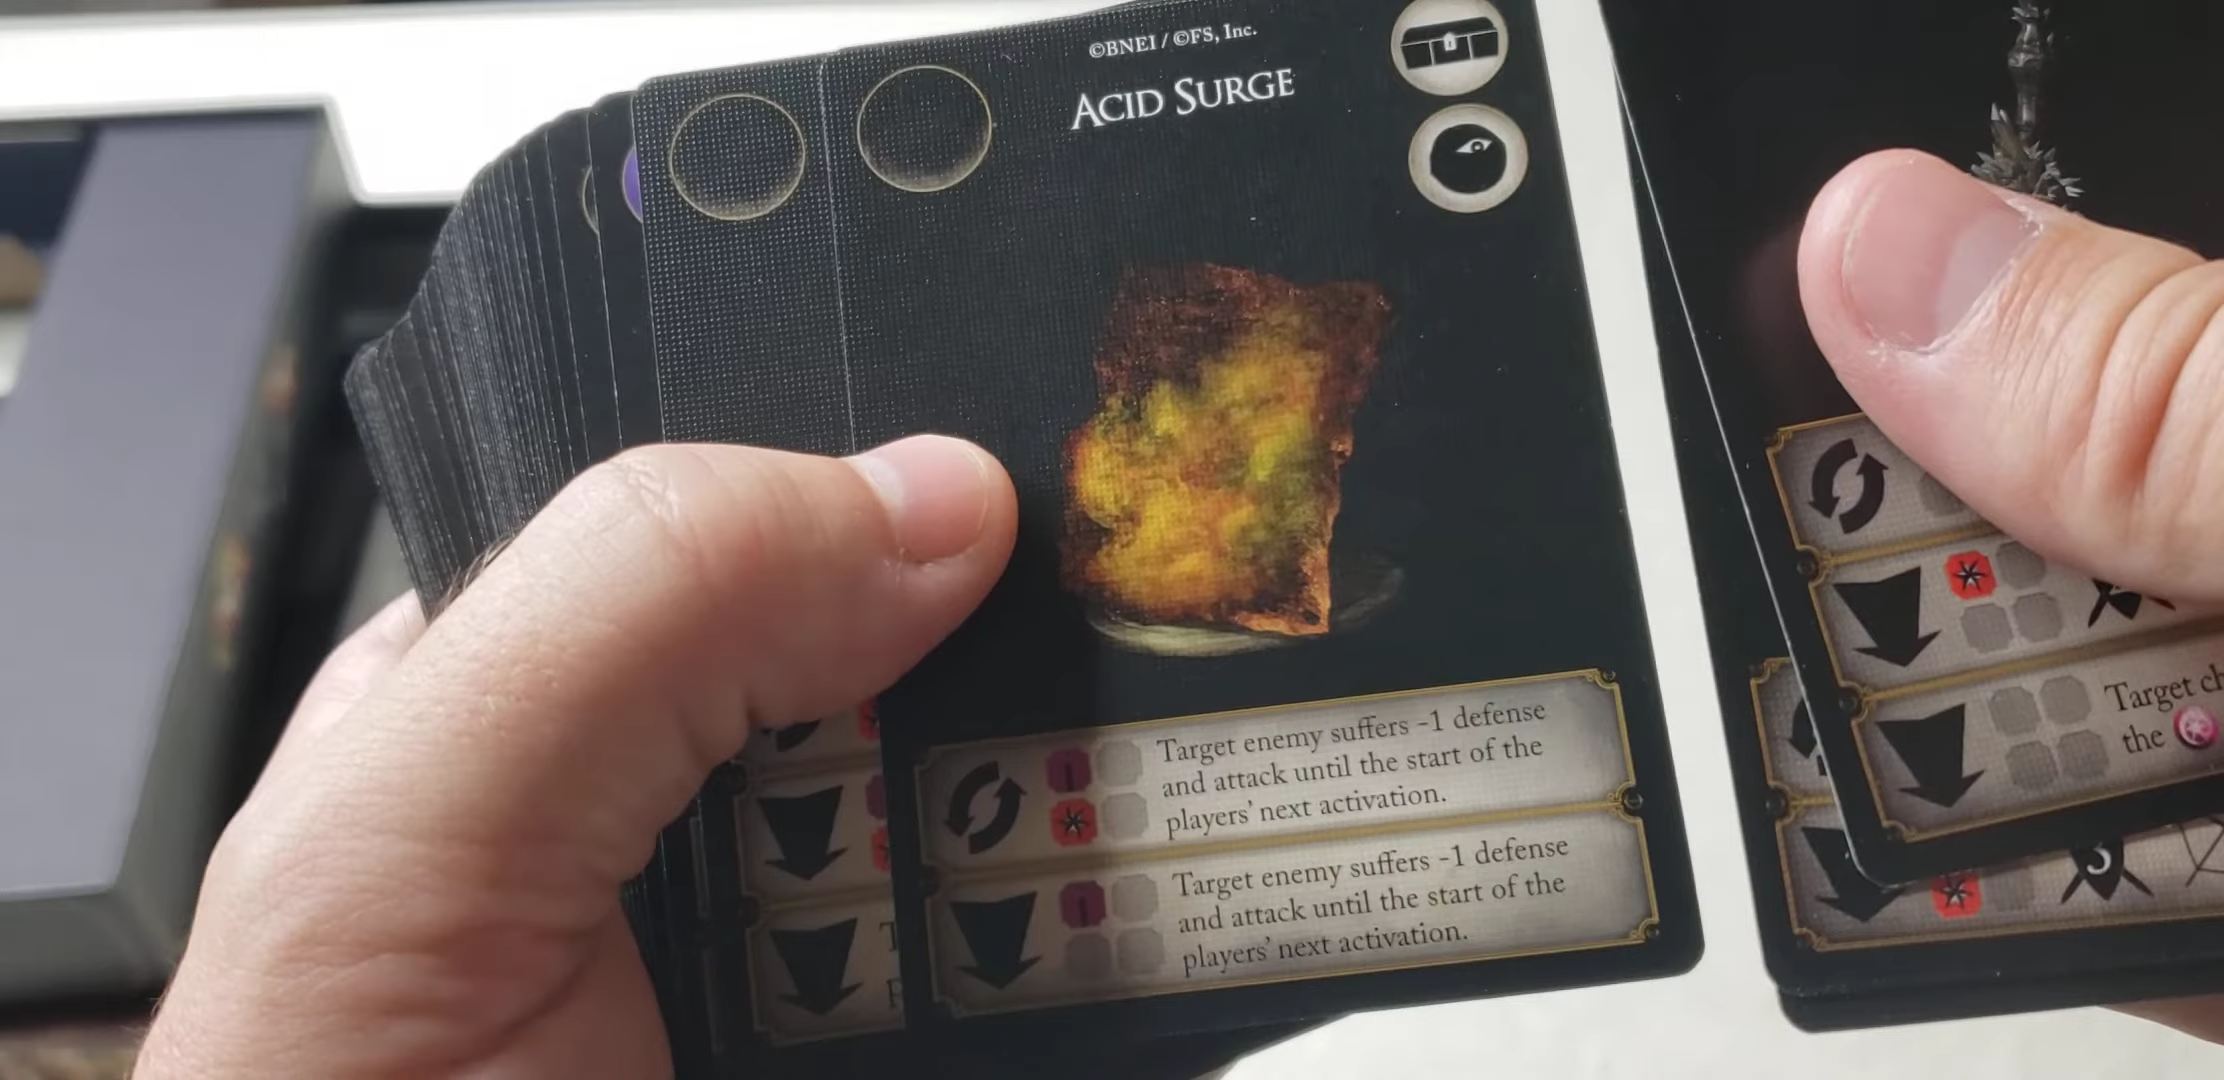 ©BNEI / ©FS, Inc.
ACID SURGE
Target enemy suffers -1 defense
and attack until the start of the
players' next activation.
Target enemy suffers -1 defense
and attack until the start of the
players' next activation.
Target
the
3